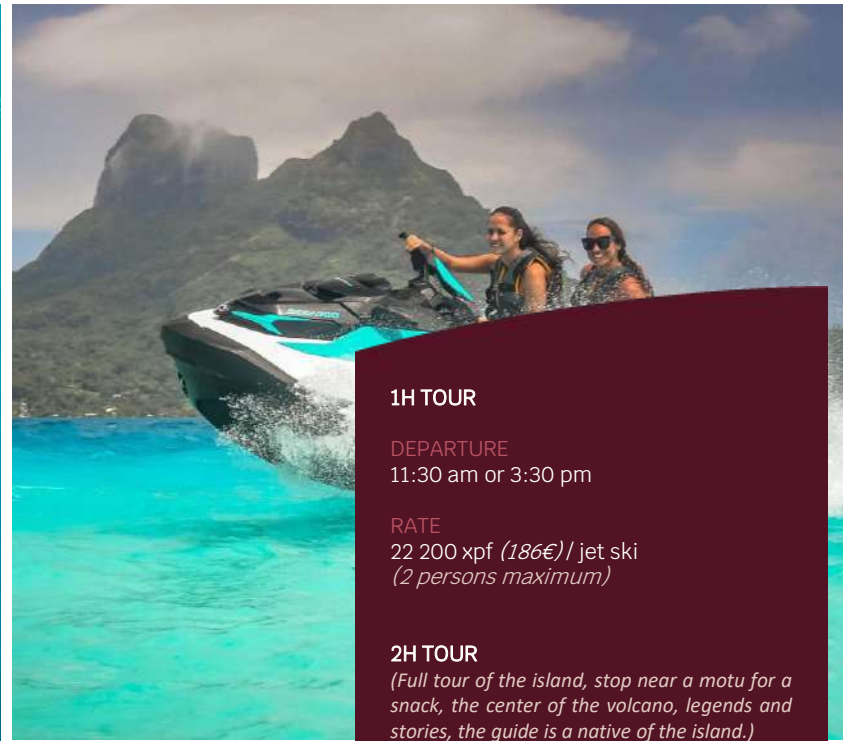 SEA-DOO
1H TOUR
DEPARTURE
11:30 am or 3:30 pm
RATE
22 200 xpf (186€) / jet ski
(2 persons maximum)
2H TOUR
(Full tour of the island, stop near a motu for a
snack, the center of the volcano, legends and
stories, the guide is a native of the island.)